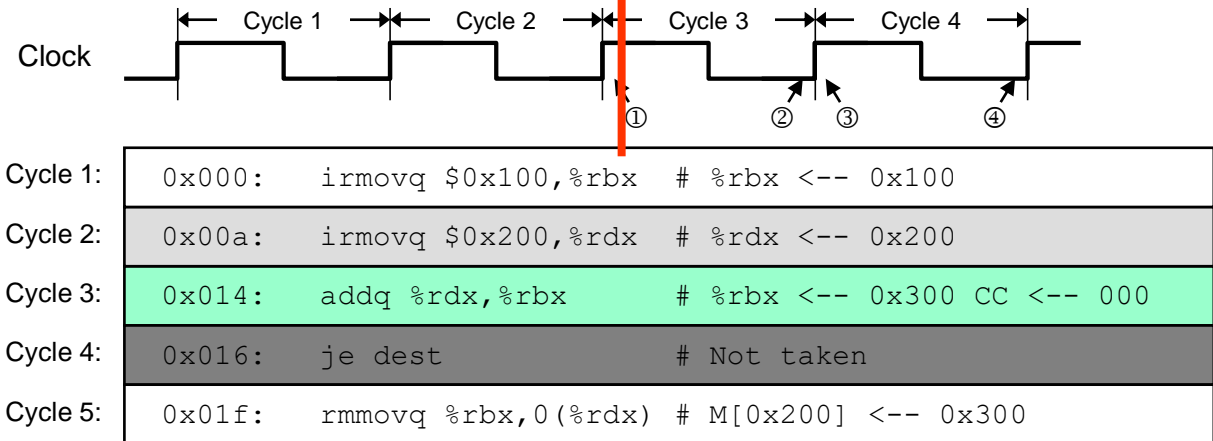 Cycle 1 Cycle 2 Cycle 3 Cycle 4
Clock
① ② ③ ④
Cycle 1: 0x000: irmovq $0x100,%rbx # %rbx <-- 0x100
Cycle 2: 0x00a: irmovq $0x200,%rdx # %rdx <-- 0x200
Cycle 3: 0x014: addq %rdx,%rbx # %rbx <-- 0x300 CC <-- 000
Cycle 4: 0x016: je dest # Not taken
Cycle 5: 0x01f: rmmovq %rbx,0(%rdx) # M[0x200] <-- 0x300